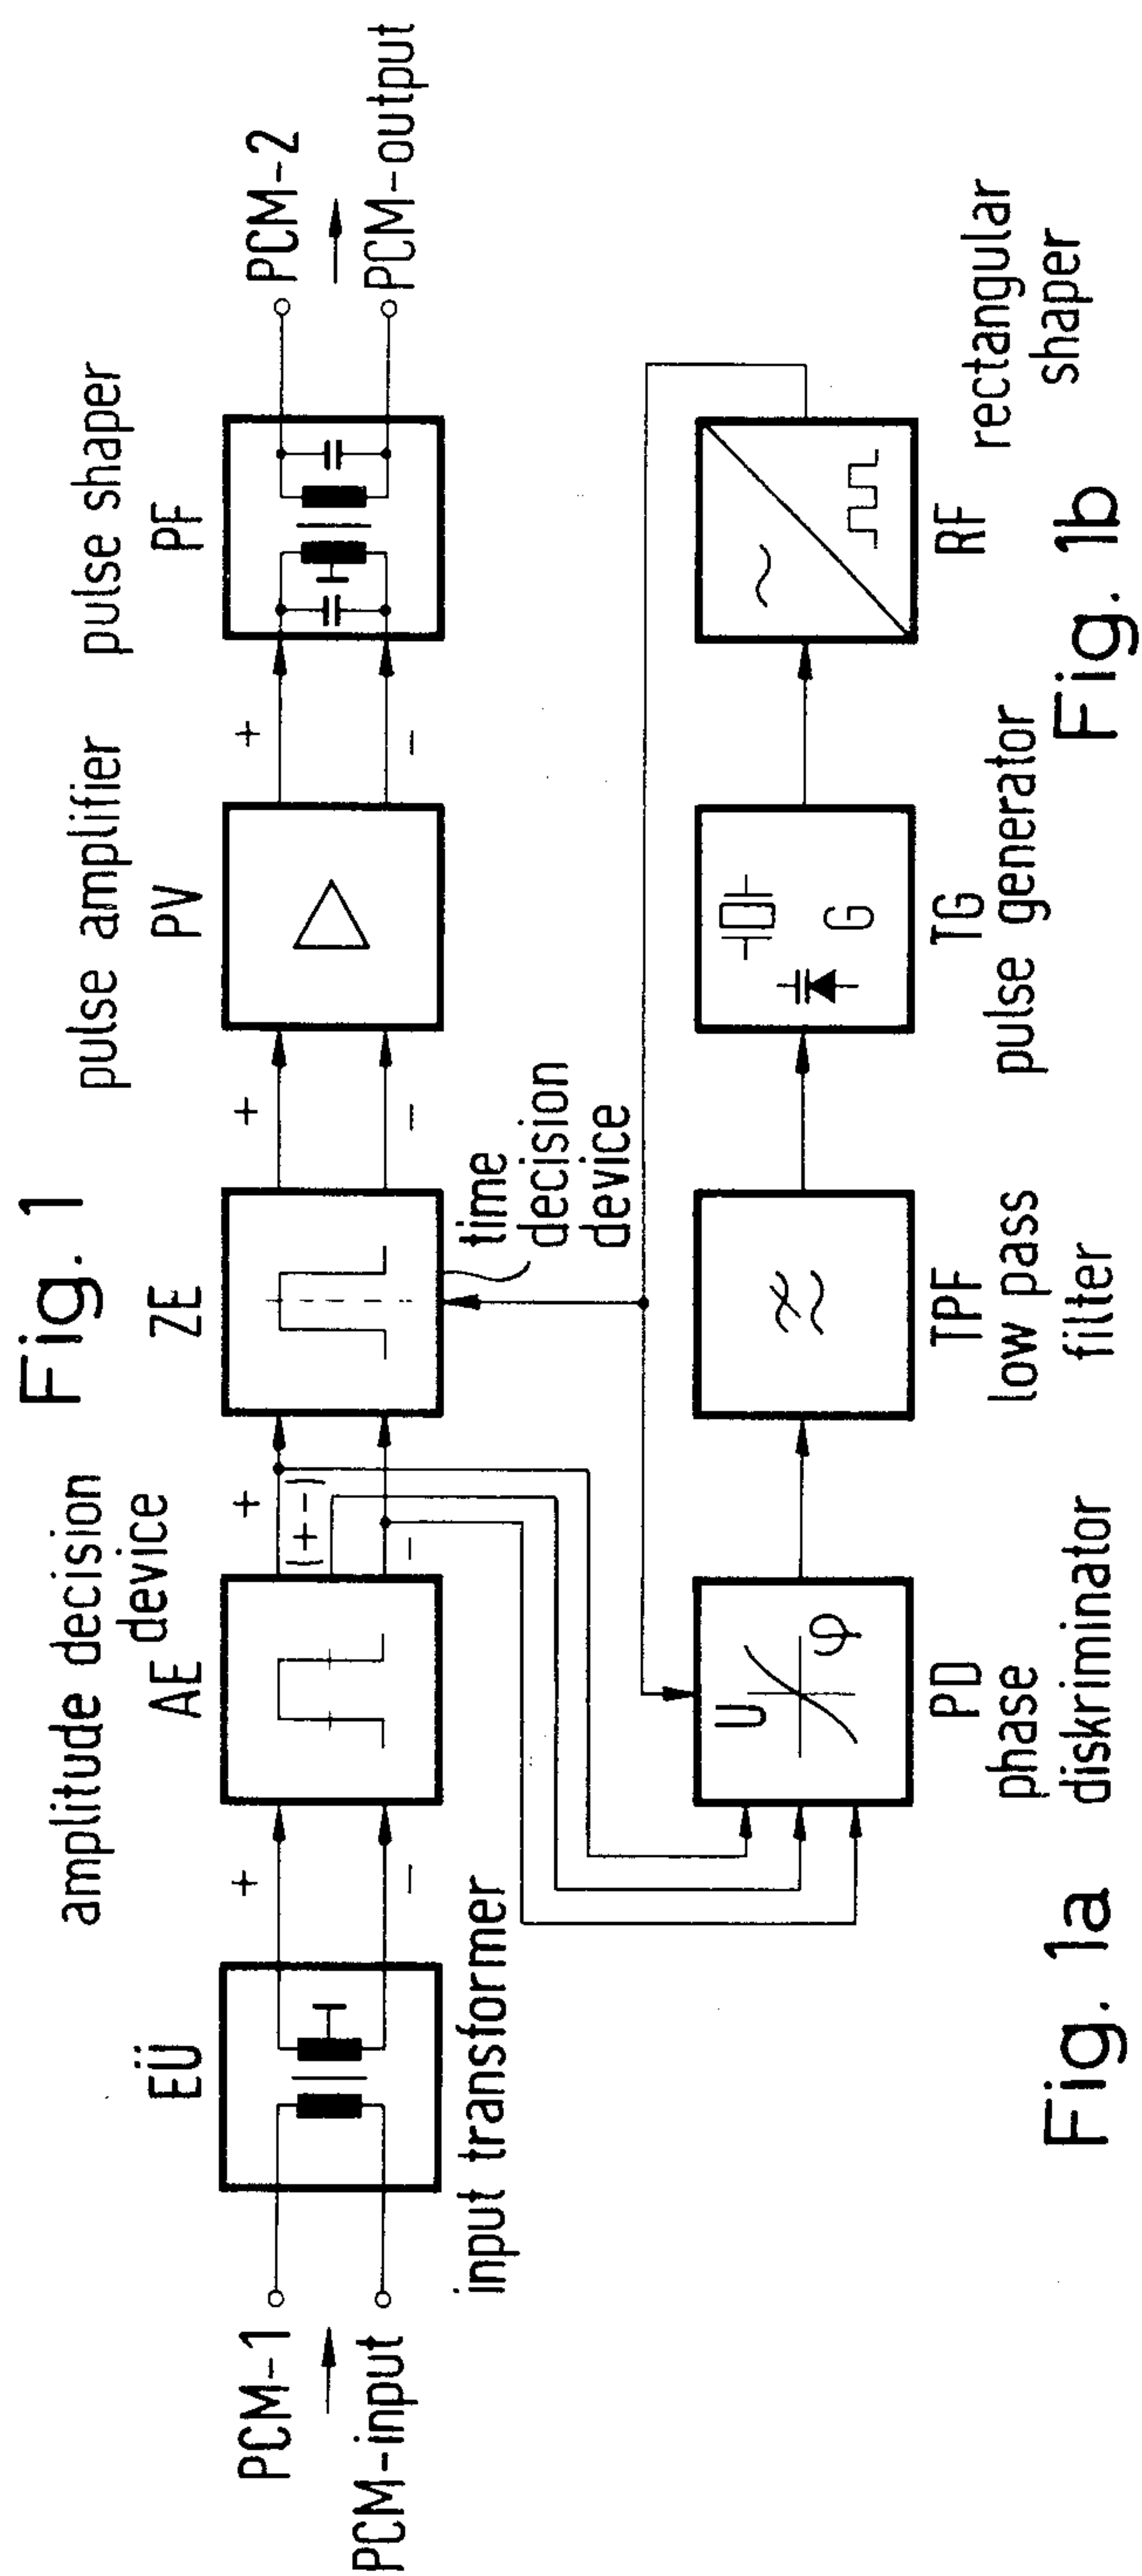 Fig. 1
amplitude decision
device
pulse amplifier
pulse shaper
EÜ
AE
ZE
PV
PF
PCM-1
PCM-input
+
-
+
(+-)
-
+
-
+
-
PCM-2
PCM-output
input transformer
time
decision
device
U
φ
G
PD
phase
diskriminator
TPF
low pass
filter
TG
pulse generator
RF
rectangular
shaper
Fig. 1a
Fig. 1b